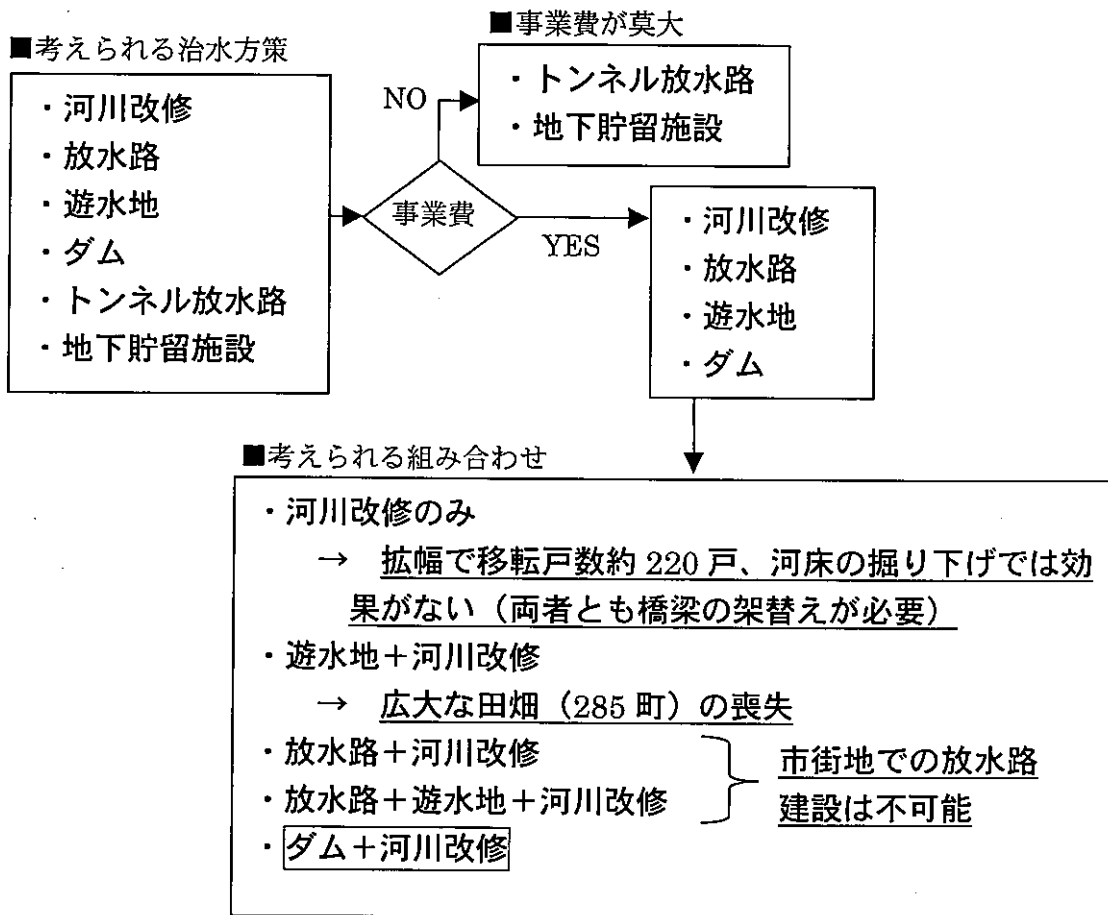 ■考えられる治水方策
・河川改修
・放水路
・遊水地
・ダム
・トンネル放水路
・地下貯留施設
事業費
NO
■事業費が莫大
・トンネル放水路
・地下貯留施設
YES
・河川改修
・放水路
・遊水地
・ダム
■考えられる組み合わせ
・河川改修のみ
→ 拡幅で移転戸数約 220 戸、河床の掘り下げでは効
果がない（両者とも橋梁の架替えが必要）
・遊水地＋河川改修
→ 広大な田畑（285 町）の喪失
・放水路＋河川改修
・放水路＋遊水地＋河川改修
市街地での放水路
建設は不可能
・ダム＋河川改修